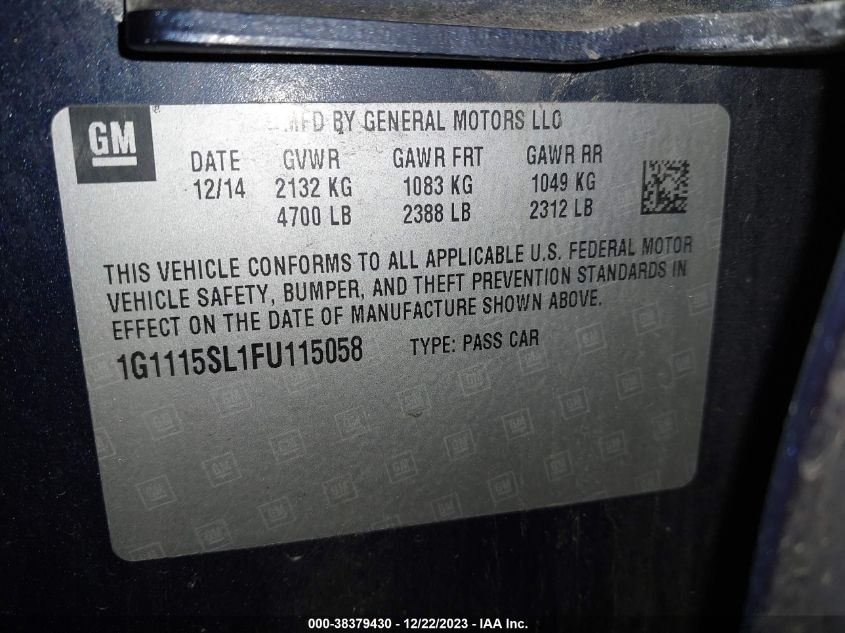 GM
MFD BY GENERAL MOTORS LLC
DATE GVWR GAWR FRT GAWR RR
12/14 2132 KG 1083 KG 1049 KG
4700 LB 2388 LB 2312 LB
THIS VEHICLE CONFORMS TO ALL APPLICABLE U.S. FEDERAL MOTOR
VEHICLE SAFETY, BUMPER, AND THEFT PREVENTION STANDARDS IN
EFFECT ON THE DATE OF MANUFACTURE SHOWN ABOVE.
1G1115SL1FU115058 TYPE: PASS CAR
000-38379430 - 12/22/2023 - IAA Inc.